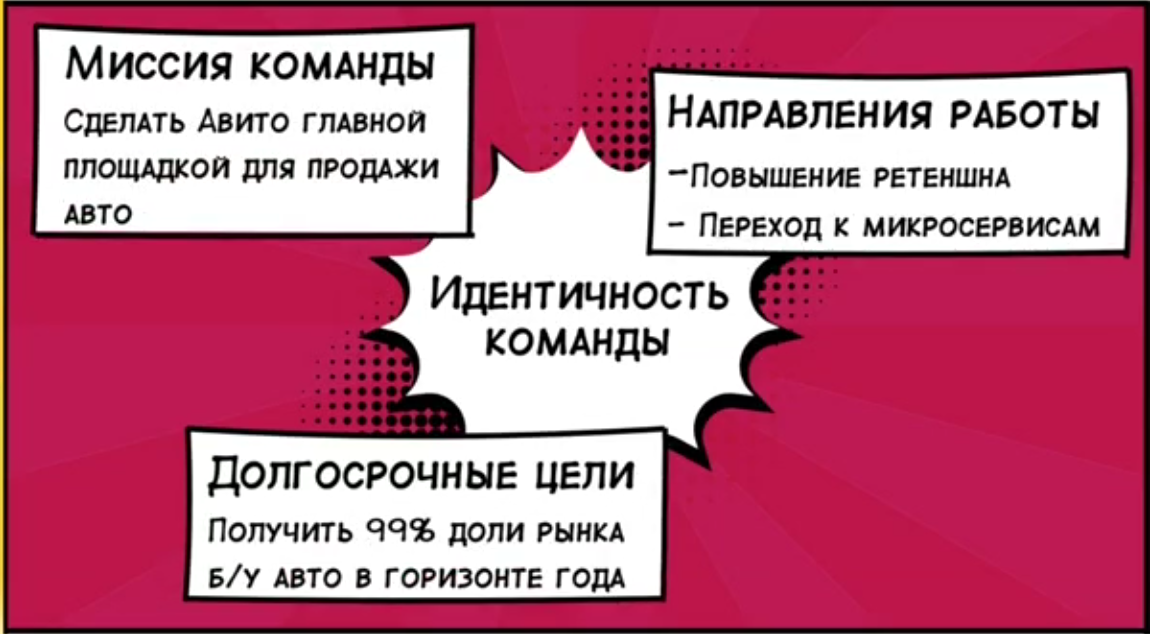 Миссия команды
Сделать Авито главной
площадкой для продажи
авто
Направления работы
-Повышение ретеншна
- Переход к микросервисам
Идентичность
команды
Долгосрочные цели
Получить 99% доли рынка
б/у авто в горизонте года